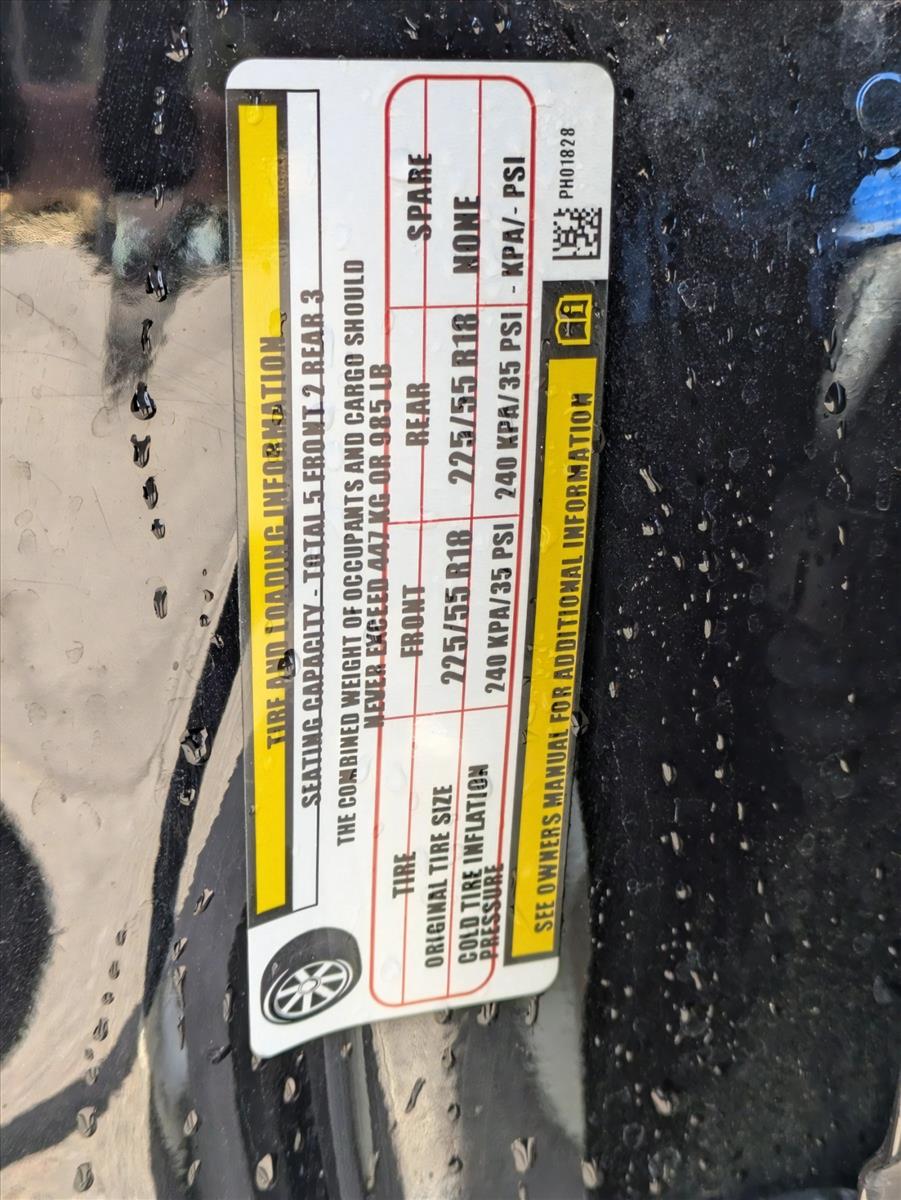 TIRE AND LOADING INFORMATION
SEATING CAPACITY - TOTAL 5 FRONT 2 REAR 3
THE COMBINED WEIGHT OF OCCUPANTS AND CARGO SHOULD
NEVER EXCEED 447 KG OR 985 LB
TIRE FRONT REAR SPARE
ORIGINAL TIRE SIZE 225/55 R18 225/55 R18 NONE
COLD TIRE INFLATION
PRESSURE 240 KPA/35 PSI 240 KPA/35 PSI - KPA/- PSI
SEE OWNERS MANUAL FOR ADDITIONAL INFORMATION
PH01828